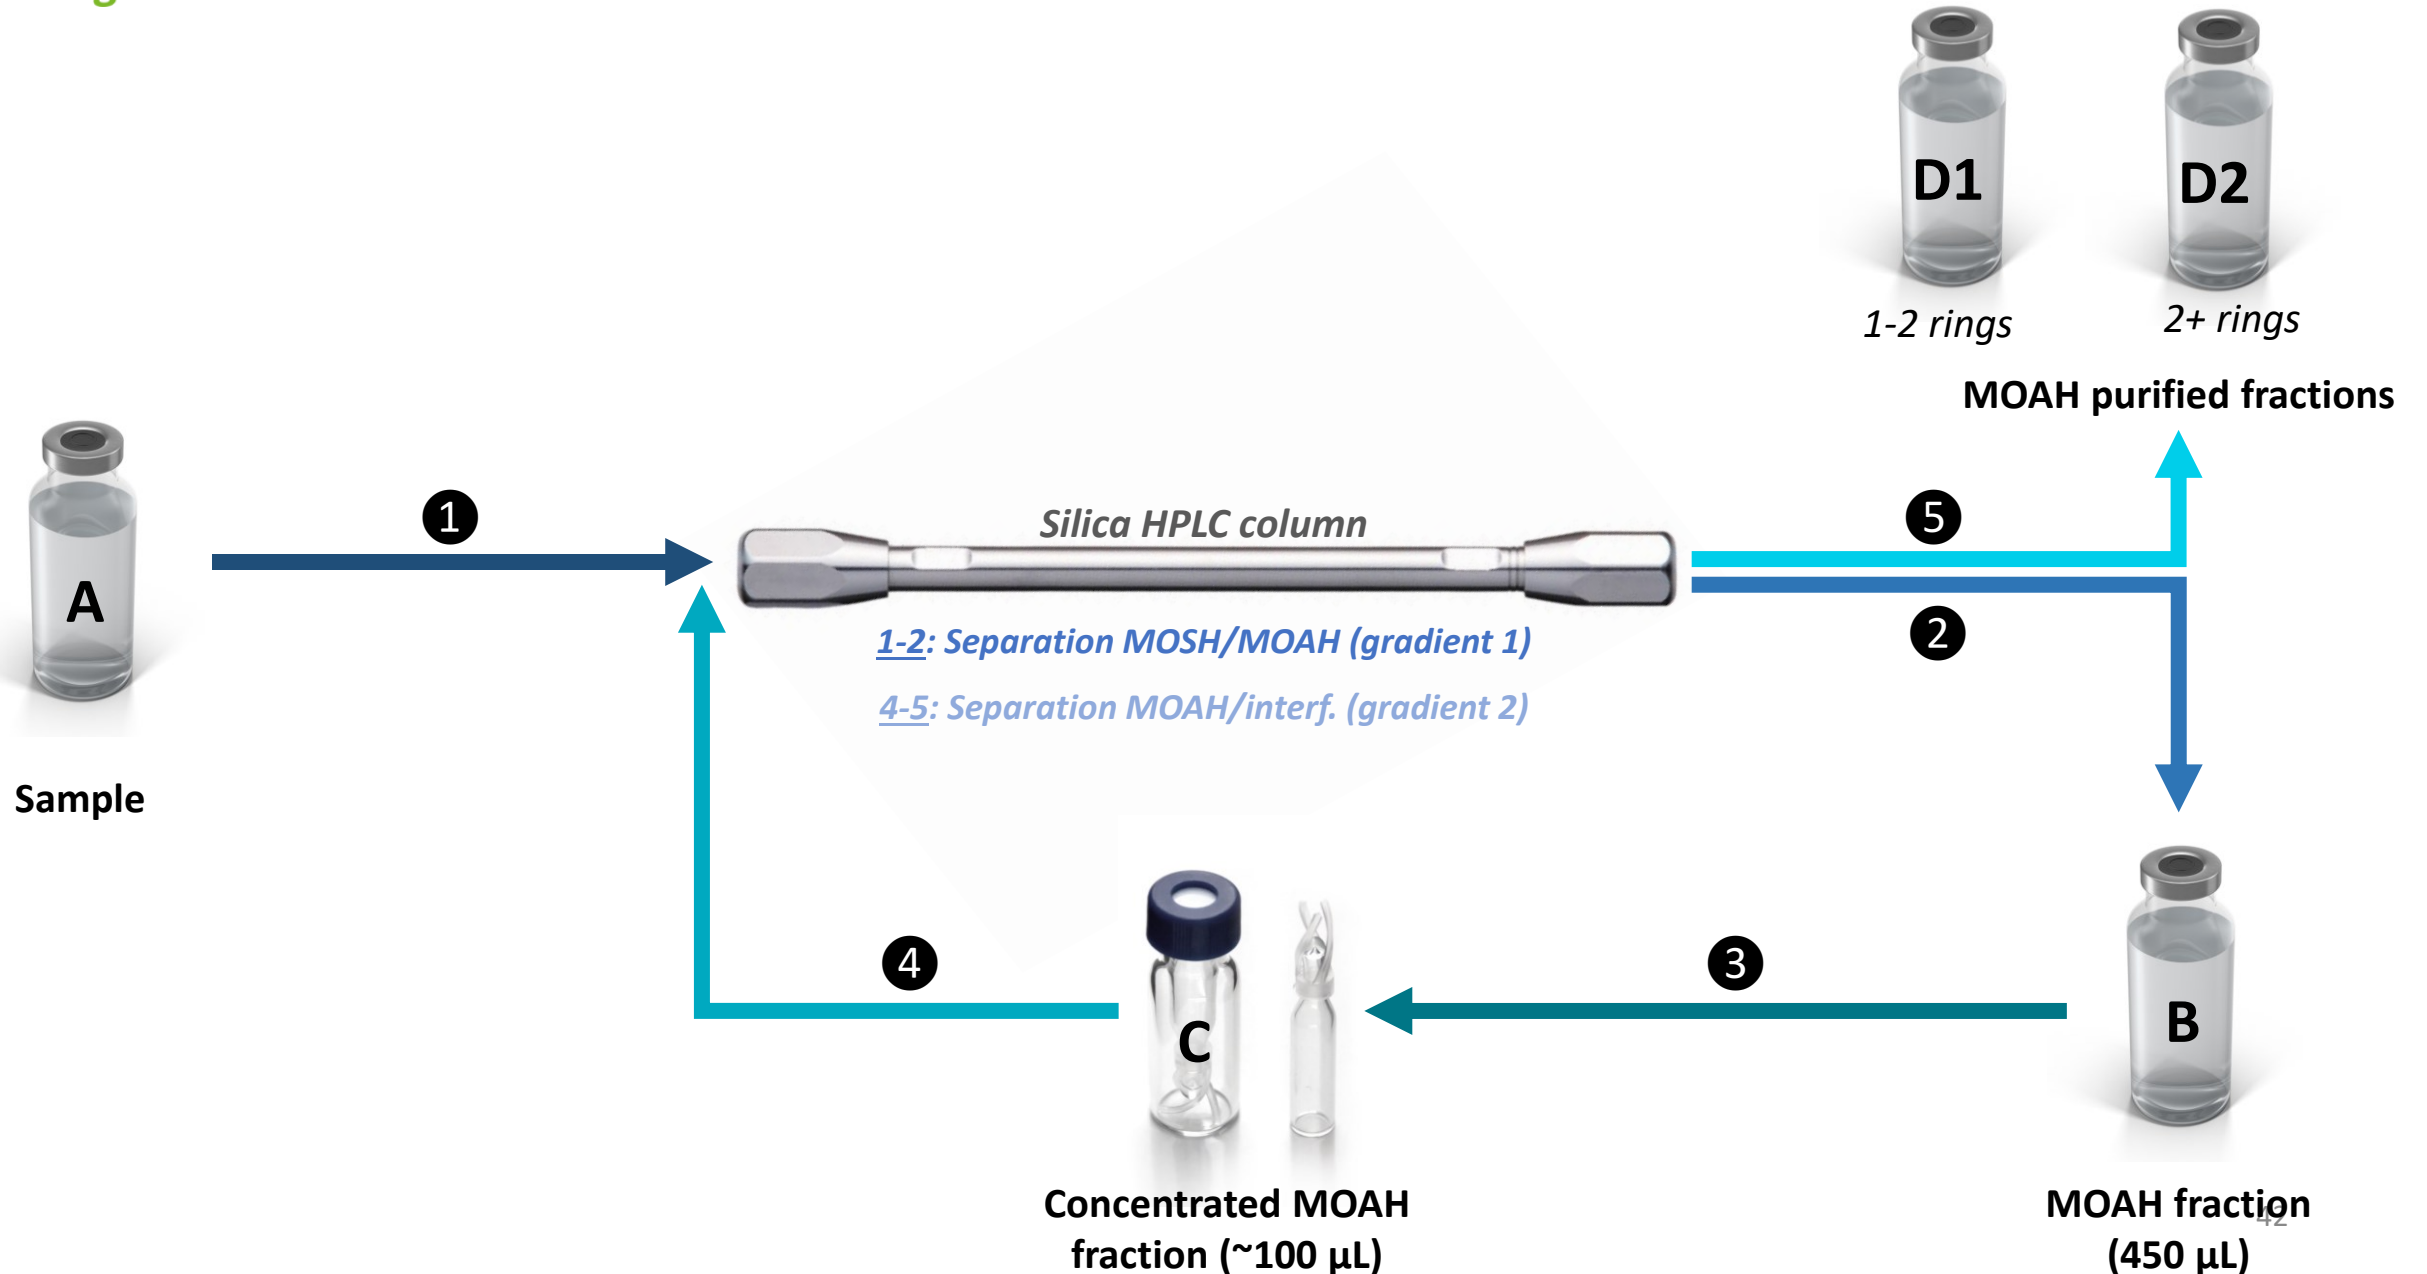 D1
D2
1-2 rings
2+ rings
MOAH purified fractions
A
Sample
1
Silica HPLC column
1-2: Separation MOSH/MOAH (gradient 1)
4-5: Separation MOAH/interf. (gradient 2)
5
2
4
3
C
B
Concentrated MOAH
fraction (~100 µL)
MOAH fraction
(450 µL)
42